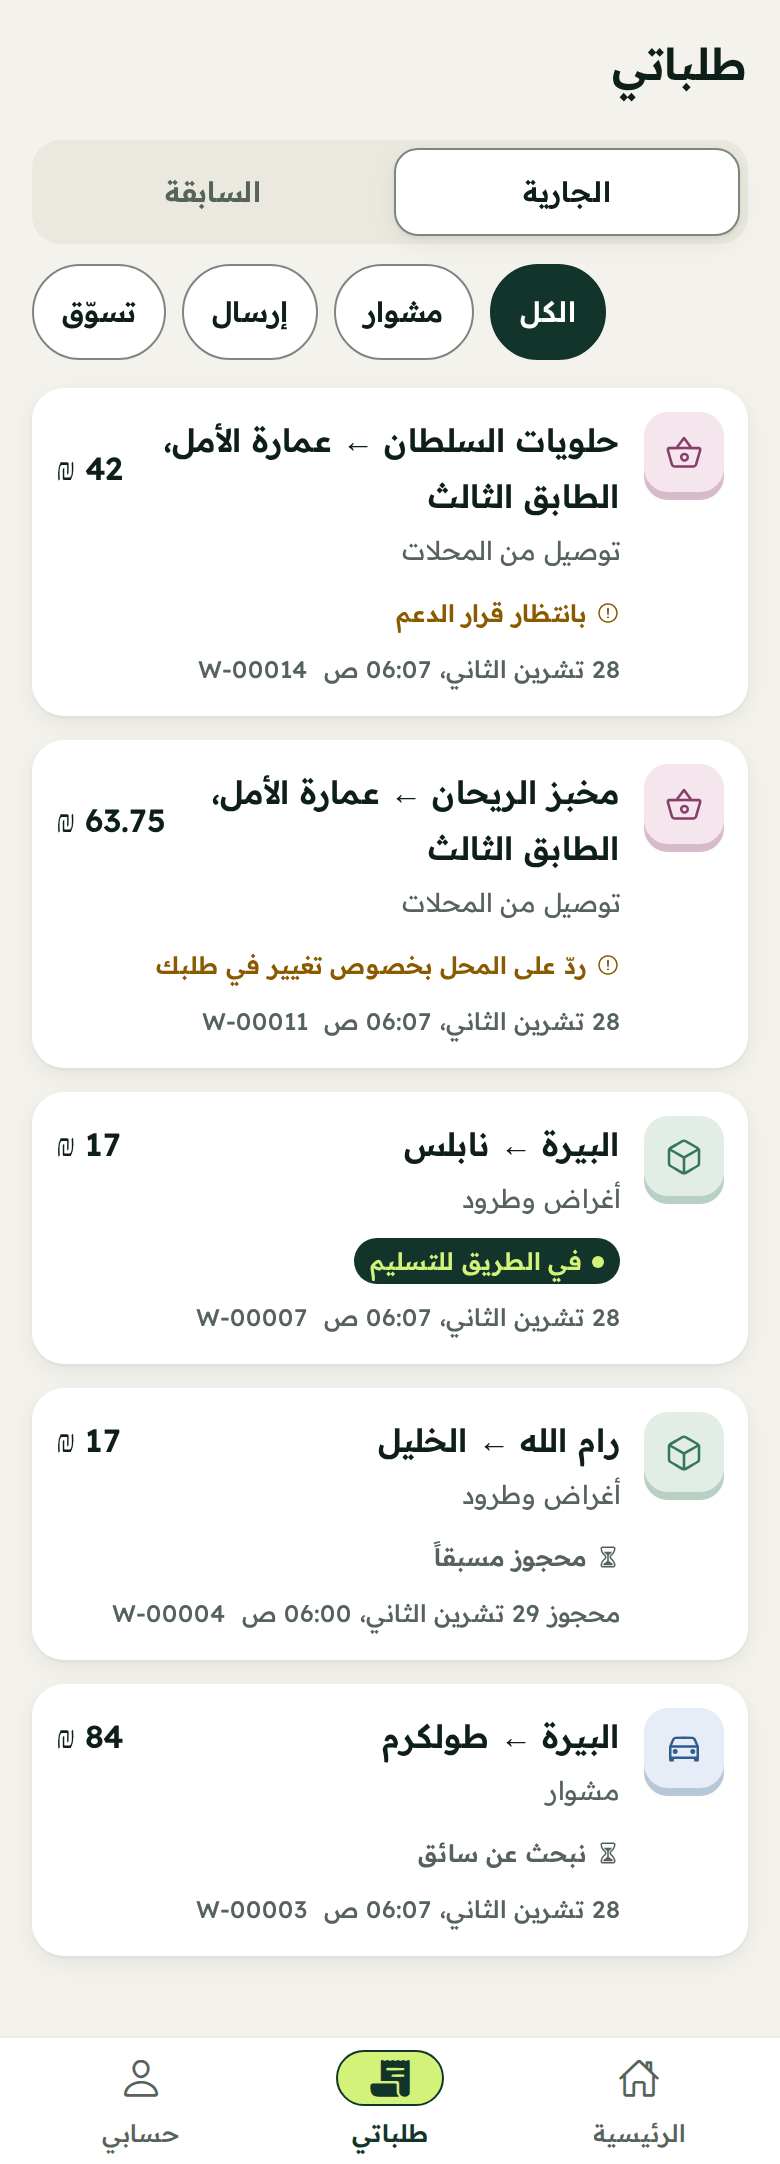 طلباتي
الجارية
السابقة
الكل
مشوار
إرسال
تسوّق
حلويات السلطان ← عمارة الأمل،
الطابق الثالث
42 ₪
توصيل من المحلات
بانتظار قرار الدعم
28 تشرين الثاني، 06:07 ص W-00014
مخبز الريحان ← عمارة الأمل،
الطابق الثالث
63.75 ₪
توصيل من المحلات
ردّ على المحل بخصوص تغيير في طلبك
28 تشرين الثاني، 06:07 ص W-00011
البيرة ← نابلس
17 ₪
أغراض وطرود
في الطريق للتسليم
28 تشرين الثاني، 06:07 ص W-00007
رام الله ← الخليل
17 ₪
أغراض وطرود
محجوز مسبقاً
محجوز 29 تشرين الثاني، 06:00 ص W-00004
البيرة ← طولكرم
84 ₪
مشوار
نبحث عن سائق
28 تشرين الثاني، 06:07 ص W-00003
الرئيسية
طلباتي
حسابي